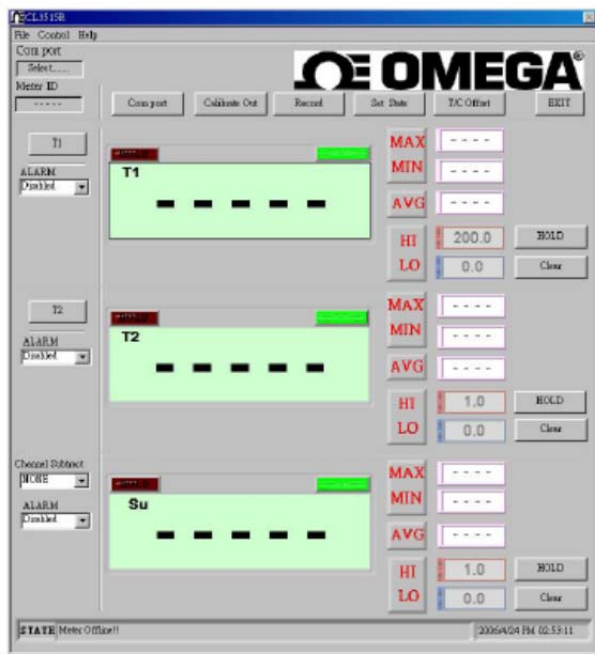 CL3515R
File Control Help
Com port
Select.....
OMEGA®
Meter ID
-----
Com port Calibrate Out Record Set State T/C Offset EXIT
T1
ALARM
Disabled
T1
- - - - -
MAX - - - -
MIN - - - -
AVG - - - -
HI 200.0 HOLD
LO 0.0 Clear
T2
ALARM
Disabled
T2
- - - - -
MAX - - - -
MIN - - - -
AVG - - - -
HI 1.0 HOLD
LO 0.0 Clear
Channel Subtract
NONE
ALARM
Disabled
Su
- - - - -
MAX - - - -
MIN - - - -
AVG - - - -
HI 1.0 HOLD
LO 0.0 Clear
STATE Meter Offline!! 2006/4/24 PM 02:53:11